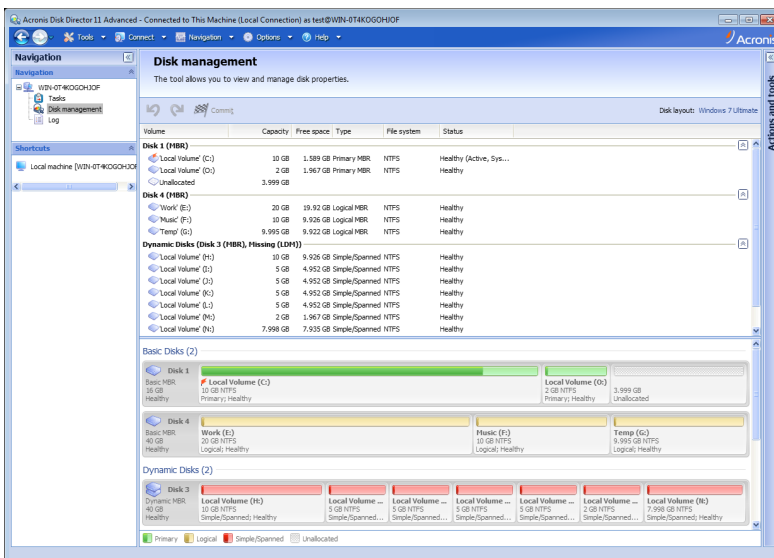 Acronis Disk Director 11 Advanced - Connected to This Machine (Local Connection) as test@WIN-0T4KOGOHJOF
Tools Connect Navigation Options Help Acronis
Navigation
Navigation
WIN-0T4KOGOHJOF
Tasks
Disk management
Log
Shortcuts
Local machine [WIN-0T4KOGOHJOF
Disk management
The tool allows you to view and manage disk properties.
Commit Disk layout: Windows 7 Ultimate
Actions and tools
Volume Capacity Free space Type File system Status
Disk 1 (MBR)
'Local Volume' (C:) 10 GB 1.589 GB Primary MBR NTFS Healthy (Active, Sys...
'Local Volume' (O:) 2 GB 1.967 GB Primary MBR NTFS Healthy
Unallocated 3.999 GB
Disk 4 (MBR)
'Work' (E:) 20 GB 19.92 GB Logical MBR NTFS Healthy
'Music' (F:) 10 GB 9.926 GB Logical MBR NTFS Healthy
'Temp' (G:) 9.995 GB 9.922 GB Logical MBR NTFS Healthy
Dynamic Disks (Disk 3 (MBR), Missing (LDM))
'Local Volume' (H:) 10 GB 9.926 GB Simple/Spanned NTFS Healthy
'Local Volume' (I:) 5 GB 4.952 GB Simple/Spanned NTFS Healthy
'Local Volume' (J:) 5 GB 4.952 GB Simple/Spanned NTFS Healthy
'Local Volume' (K:) 5 GB 4.952 GB Simple/Spanned NTFS Healthy
'Local Volume' (L:) 5 GB 4.952 GB Simple/Spanned NTFS Healthy
'Local Volume' (M:) 2 GB 1.967 GB Simple/Spanned NTFS Healthy
'Local Volume' (N:) 7.998 GB 7.935 GB Simple/Spanned NTFS Healthy
Basic Disks (2)
Disk 1
Basic MBR Local Volume (C:) Local Volume (O:)
16 GB 10 GB NTFS 2 GB NTFS 3.999 GB
Healthy Primary; Healthy Primary; Healthy Unallocated
Disk 4
Basic MBR Work (E:) Music (F:) Temp (G:)
40 GB 20 GB NTFS 10 GB NTFS 9.995 GB NTFS
Healthy Logical; Healthy Logical; Healthy Logical; Healthy
Dynamic Disks (2)
Disk 3
Dynamic MBR Local Volume (H:) Local Volume ... Local Volume ... Local Volume ... Local Volume ... Local Volume ... Local Volume (N:)
40 GB 10 GB NTFS 5 GB NTFS 5 GB NTFS 5 GB NTFS 5 GB NTFS 2 GB NTFS 7.998 GB NTFS
Healthy Simple/Spanned; Healthy Simple/Spanned... Simple/Spanned... Simple/Spanned... Simple/Spanned... Simple/Spanned... Simple/Spanned; Healthy
Primary Logical Simple/Spanned Unallocated